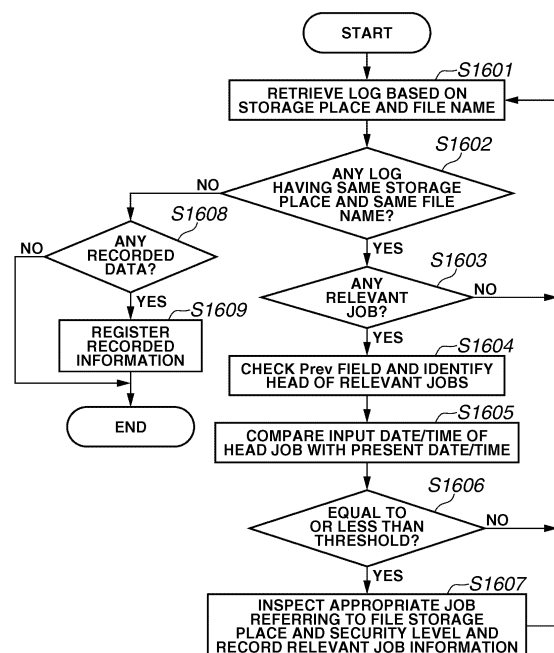 START
S1601
RETRIEVE LOG BASED ON
STORAGE PLACE AND FILE NAME
S1602
ANY LOG
HAVING SAME STORAGE
PLACE AND SAME FILE
NAME?
NO
YES
S1608
ANY
RECORDED
DATA?
NO
YES
S1603
ANY
RELEVANT
JOB?
NO
YES
S1609
REGISTER
RECORDED
INFORMATION
END
S1604
CHECK Prev FIELD AND IDENTIFY
HEAD OF RELEVANT JOBS
S1605
COMPARE INPUT DATE/TIME OF
HEAD JOB WITH PRESENT DATE/TIME
S1606
EQUAL TO
OR LESS THAN
THRESHOLD?
NO
YES
S1607
INSPECT APPROPRIATE JOB
REFERRING TO FILE STORAGE
PLACE AND SECURITY LEVEL AND
RECORD RELEVANT JOB INFORMATION